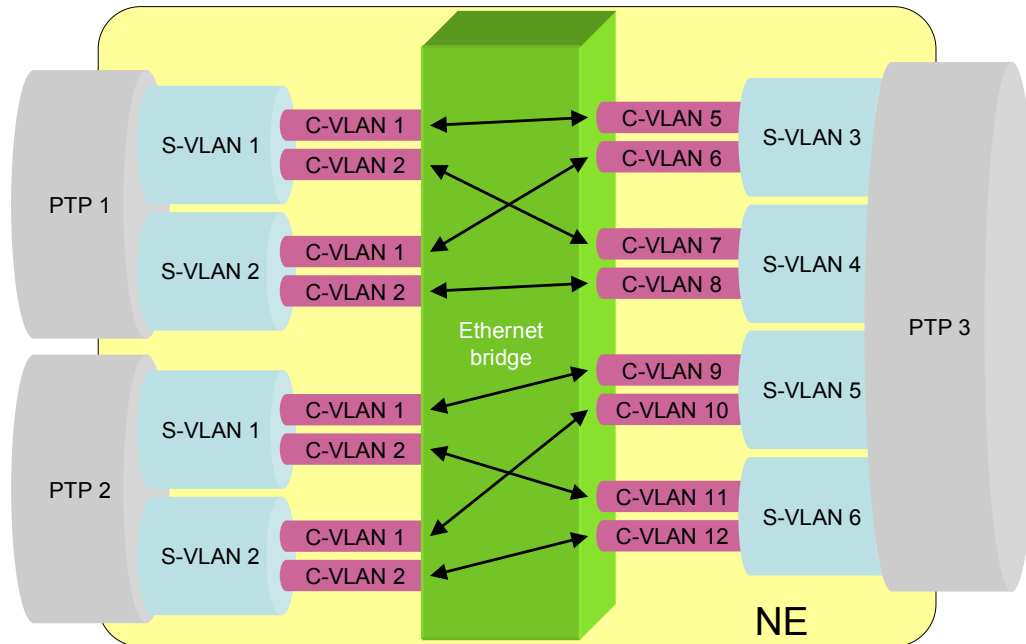 PTP 1
S-VLAN 1
C-VLAN 1
C-VLAN 2
S-VLAN 2
C-VLAN 1
C-VLAN 2
PTP 2
S-VLAN 1
C-VLAN 1
C-VLAN 2
S-VLAN 2
C-VLAN 1
C-VLAN 2
Ethernet
bridge
C-VLAN 5
C-VLAN 6
S-VLAN 3
C-VLAN 7
C-VLAN 8
S-VLAN 4
C-VLAN 9
C-VLAN 10
S-VLAN 5
C-VLAN 11
C-VLAN 12
S-VLAN 6
PTP 3
NE